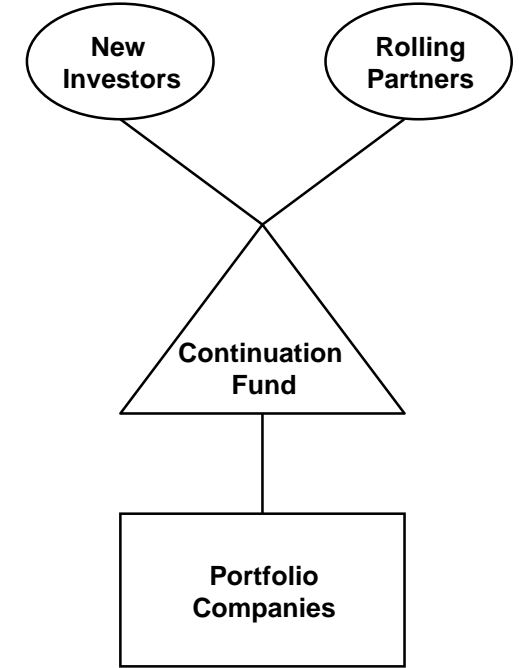 New
Investors
Rolling
Partners
Continuation
Fund
Portfolio
Companies